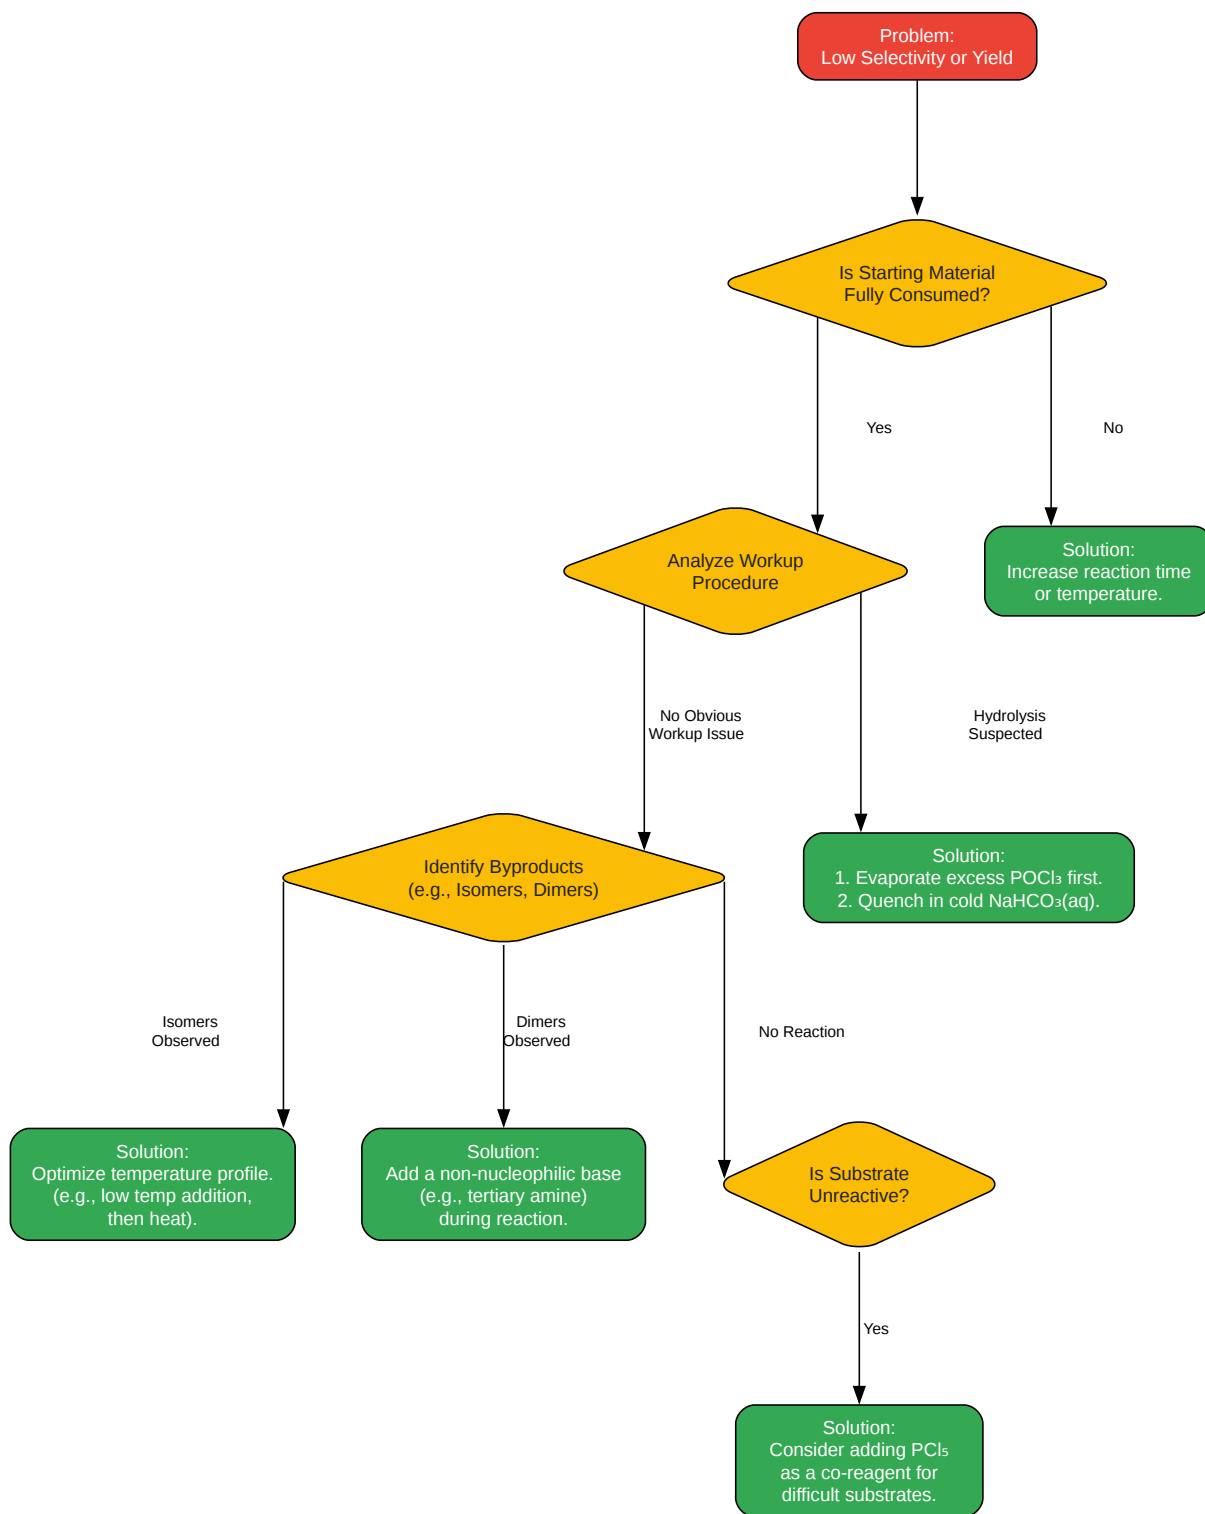 Problem:
Low Selectivity or Yield
Is Starting Material
Fully Consumed?
Yes
No
Analyze Workup
Procedure
Solution:
Increase reaction time
or temperature.
No Obvious
Workup Issue
Hydrolysis
Suspected
Identify Byproducts
(e.g., Isomers, Dimers)
Solution:
1. Evaporate excess POCl₃ first.
2. Quench in cold NaHCO₃(aq).
Isomers
Observed
Dimers
Observed
No Reaction
Solution:
Optimize temperature profile.
(e.g., low temp addition,
then heat).
Solution:
Add a non-nucleophilic base
(e.g., tertiary amine)
during reaction.
Is Substrate
Unreactive?
Yes
Solution:
Consider adding PCl₅
as a co-reagent for
difficult substrates.